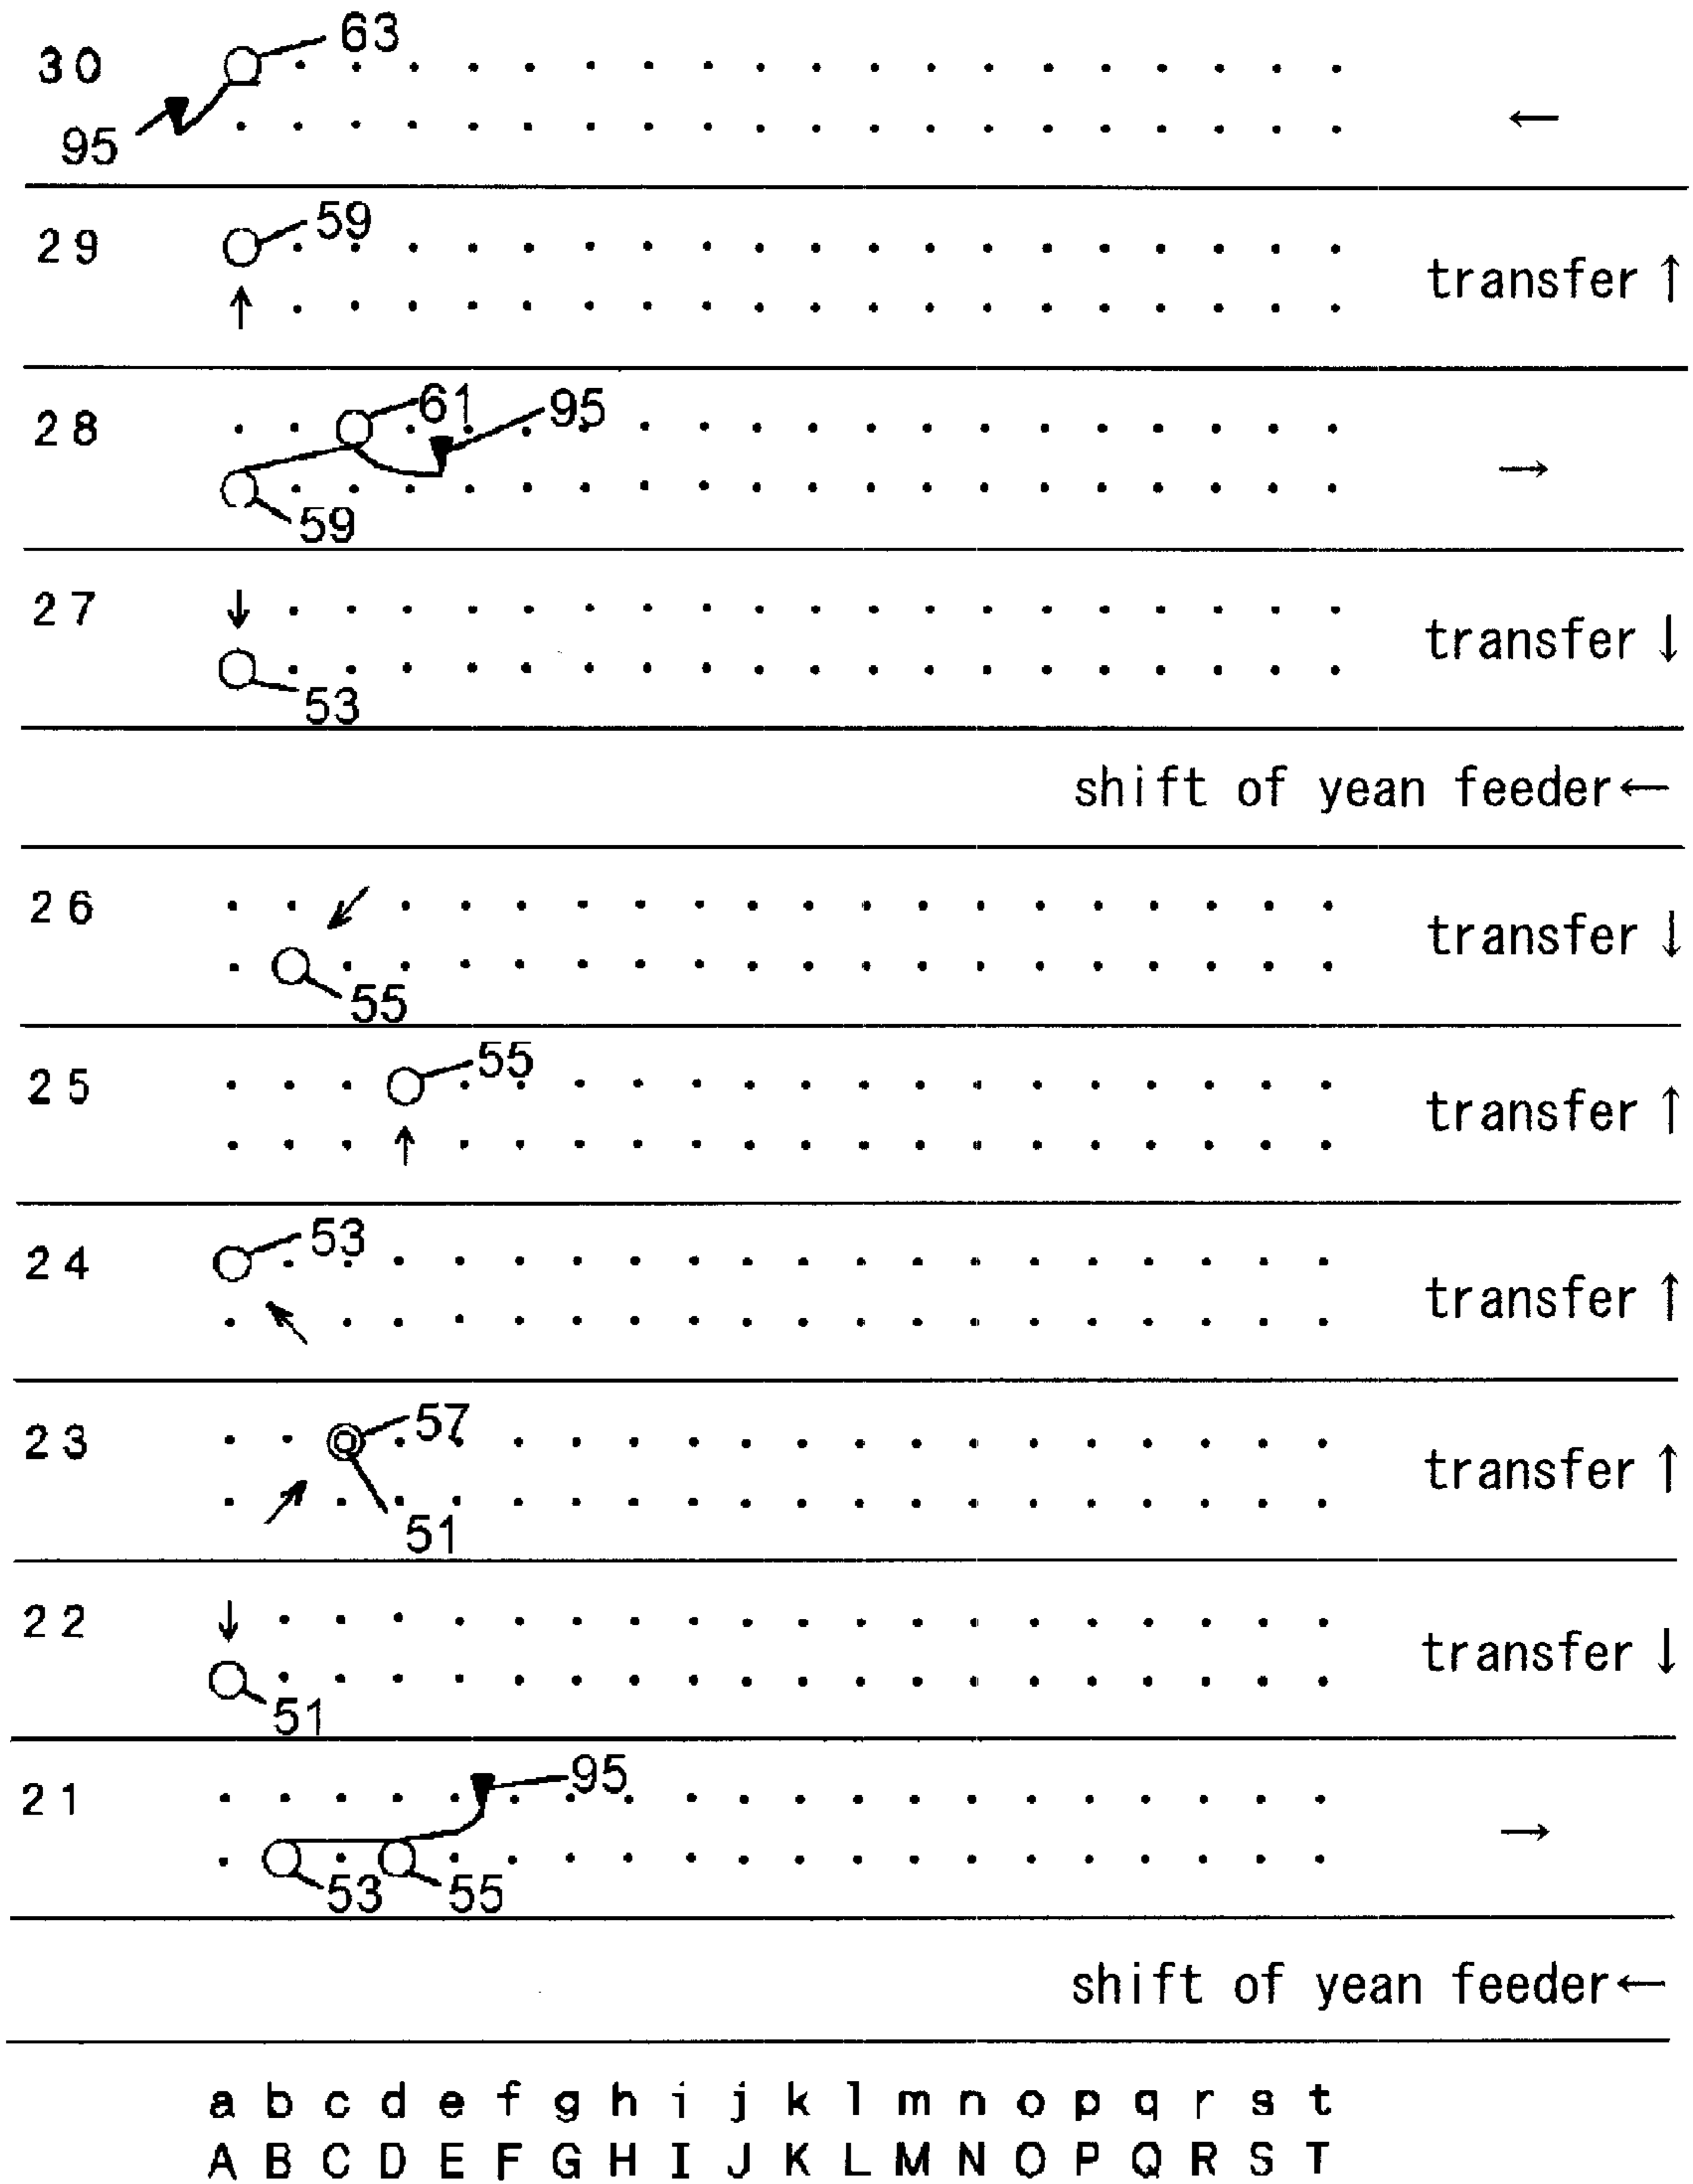 30 63
95 ←
29 59
transfer ↑
28 61 95
→
59
27
transfer ↓
53
shift of yean feeder←
26
transfer ↓
55
25 55
transfer ↑
24 53
transfer ↑
23 57
transfer ↑
51
22
transfer ↓
51
21 95
→
53 55
shift of yean feeder←
a b c d e f g h i j k l m n o p q r s t
A B C D E F G H I J K L M N O P Q R S T